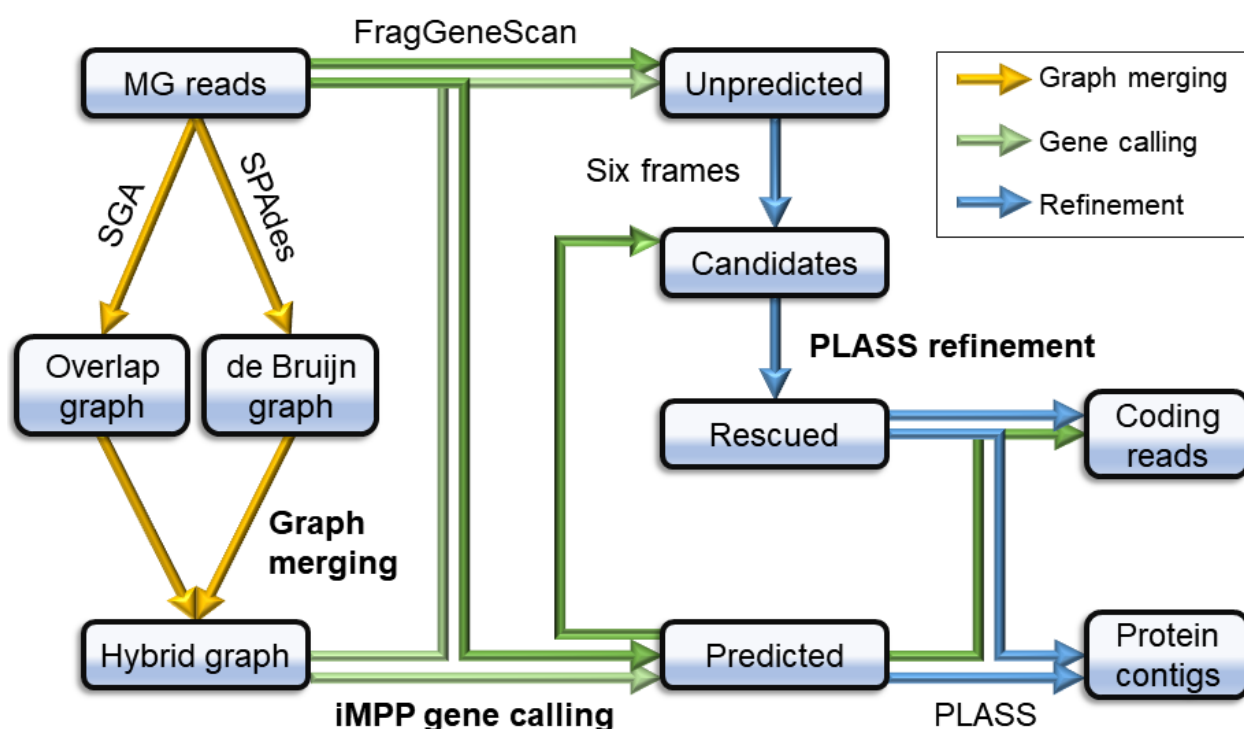 FragGeneScan
MG reads
Unpredicted
Graph merging
Gene calling
Refinement
SGA
SPAdes
Six frames
Candidates
Overlap
graph
de Bruijn
graph
PLASS refinement
Rescued
Coding
reads
Graph
merging
Hybrid graph
Predicted
Protein
contigs
iMPP gene calling
PLASS